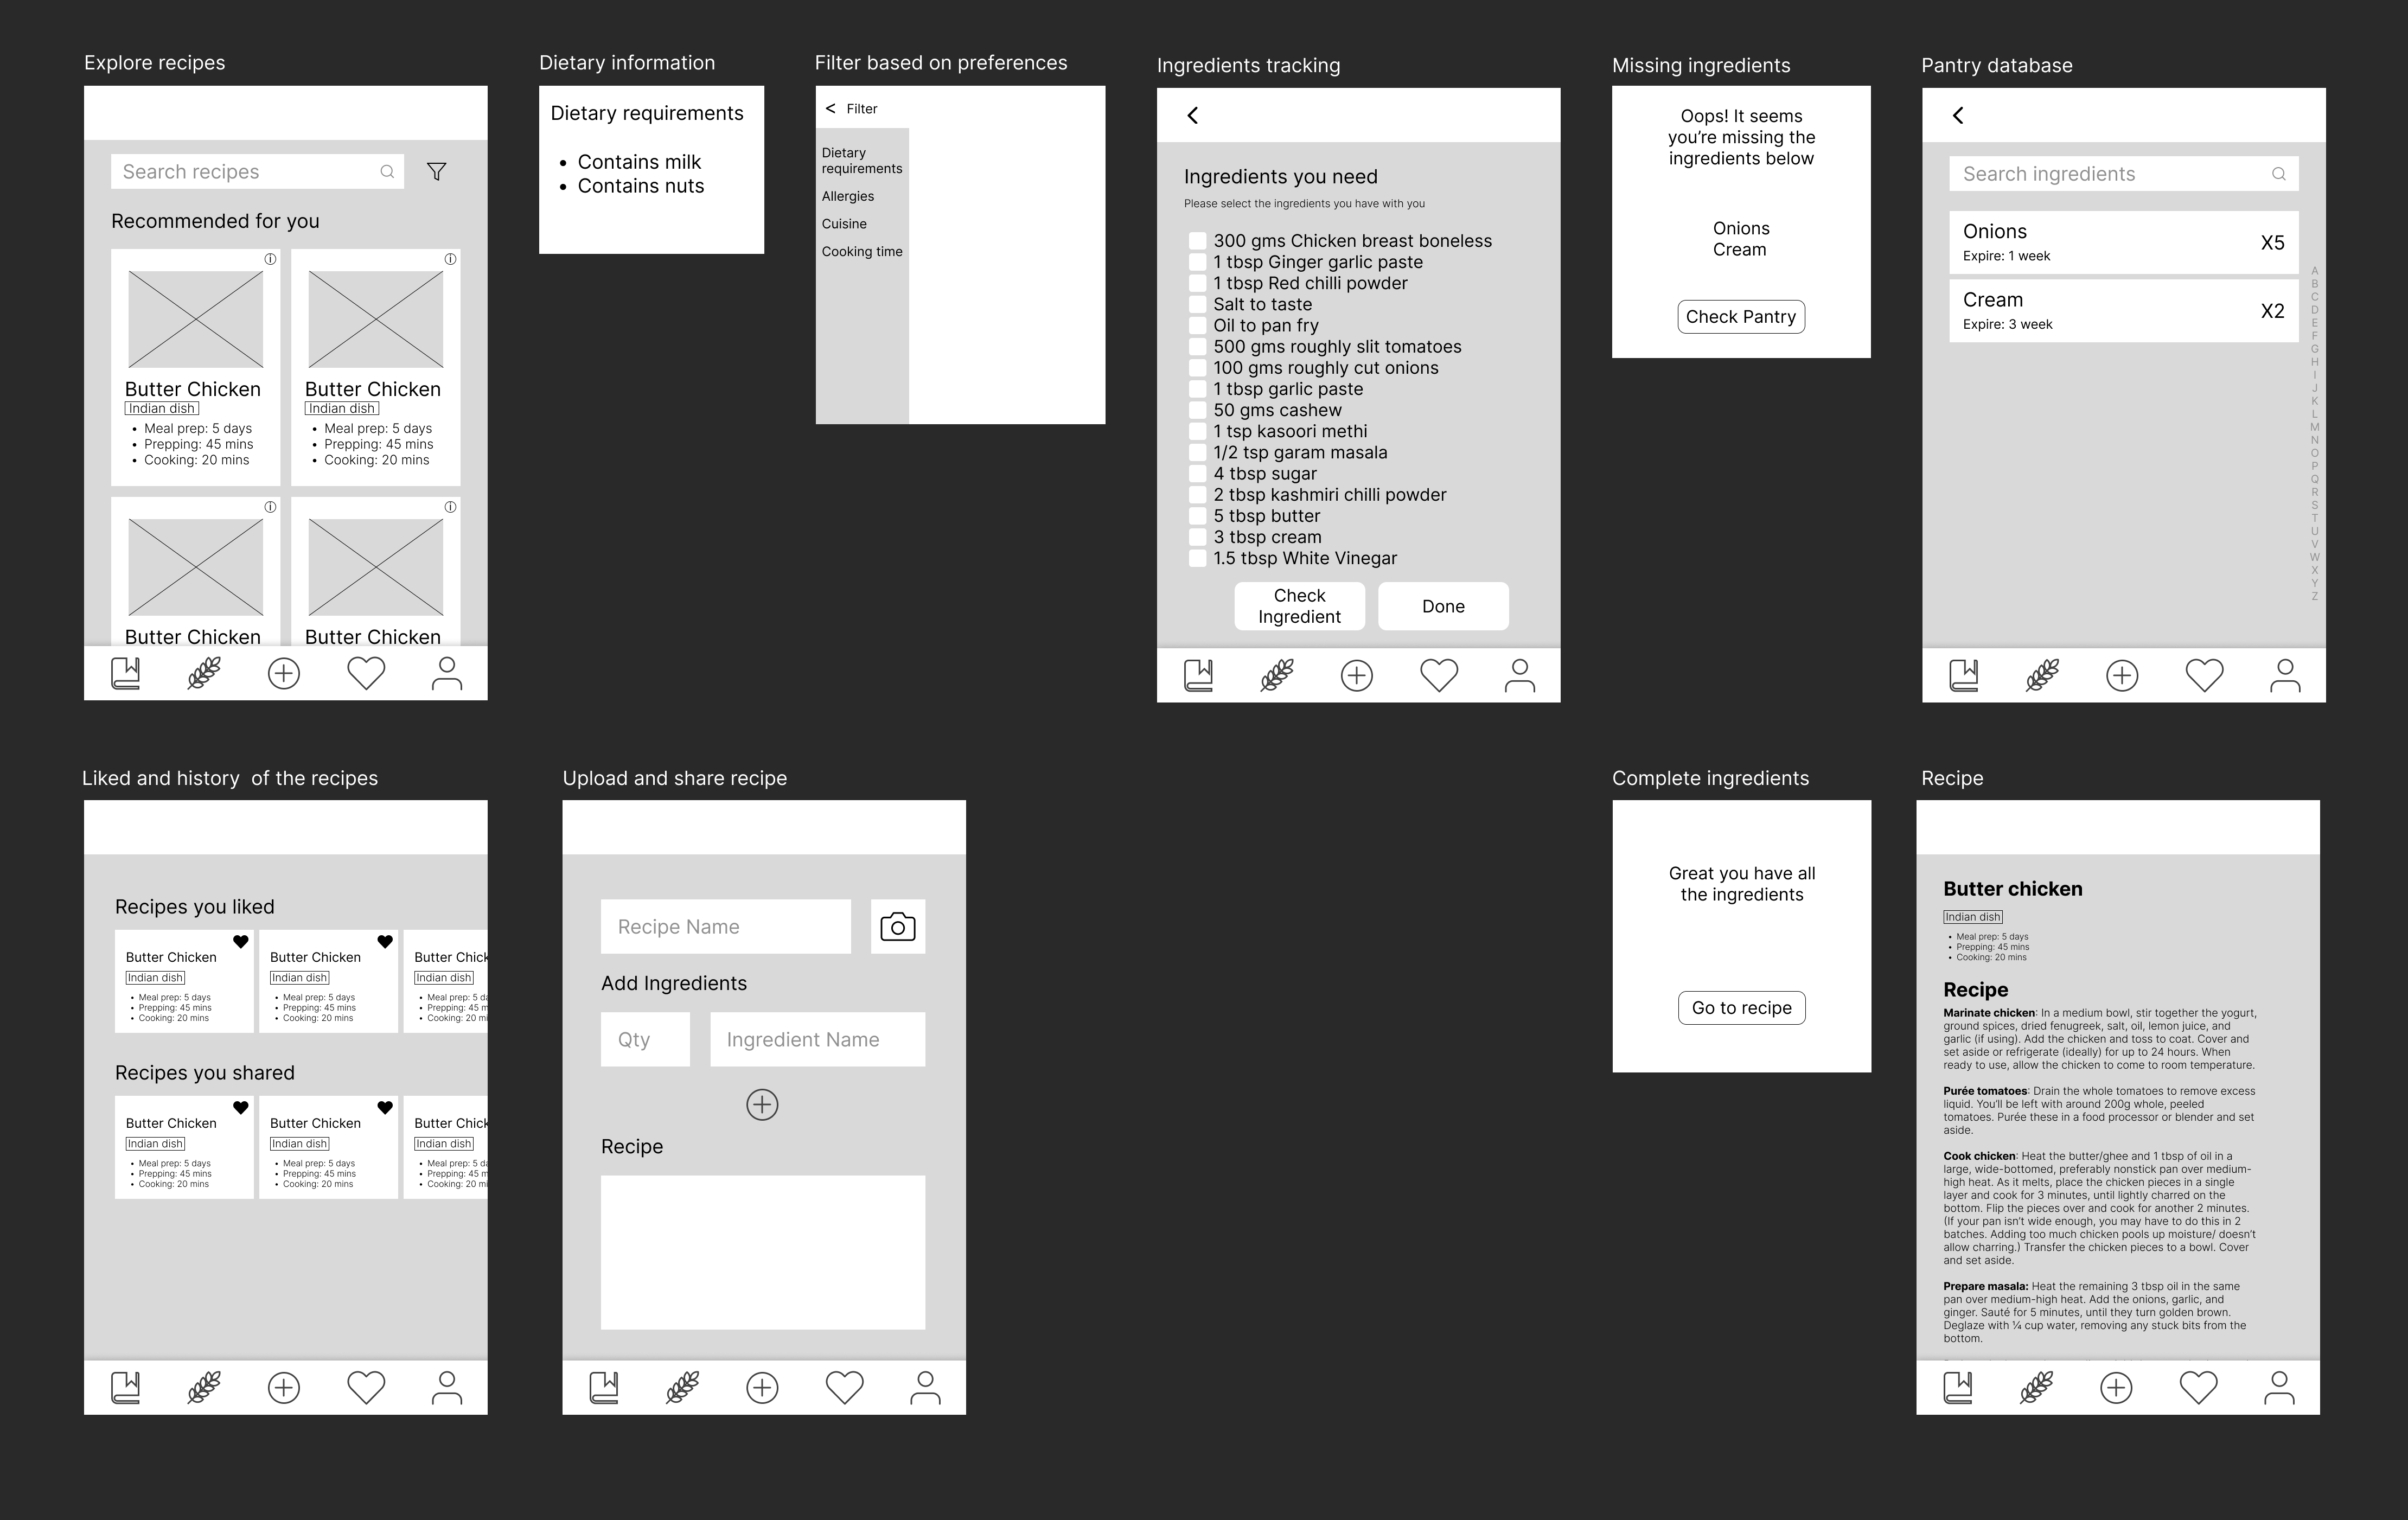 Explore recipes
Search recipes
Recommended for you
Butter Chicken
Indian dish
• Meal prep: 5 days
• Prepping: 45 mins
• Cooking: 20 mins
Butter Chicken
Indian dish
• Meal prep: 5 days
• Prepping: 45 mins
• Cooking: 20 mins
Butter Chicken
Butter Chicken
Dietary information
Dietary requirements
• Contains milk
• Contains nuts
Filter based on preferences
< Filter
Dietary
requirements
Allergies
Cuisine
Cooking time
Ingredients tracking
Ingredients you need
Please select the ingredients you have with you
300 gms Chicken breast boneless
1 tbsp Ginger garlic paste
1 tbsp Red chilli powder
Salt to taste
Oil to pan fry
500 gms roughly slit tomatoes
100 gms roughly cut onions
1 tbsp garlic paste
50 gms cashew
1 tsp kasoori methi
1/2 tsp garam masala
4 tbsp sugar
2 tbsp kashmiri chilli powder
5 tbsp butter
3 tbsp cream
1.5 tbsp White Vinegar
Check
Ingredient
Done
Missing ingredients
Oops! It seems
you're missing the
ingredients below
Onions
Cream
Check Pantry
Pantry database
Search ingredients
Onions
Expire: 1 week
X5
Cream
Expire: 3 week
X2
A
B
C
D
E
F
G
H
I
J
K
L
M
N
O
P
Q
R
S
T
U
V
W
X
Y
Z
Liked and history  of the recipes
Recipes you liked
Butter Chicken
Indian dish
• Meal prep: 5 days
• Prepping: 45 mins
• Cooking: 20 mins
Butter Chicken
Indian dish
• Meal prep: 5 days
• Prepping: 45 mins
• Cooking: 20 mins
Butter Chick
Indian dish
• Meal prep: 5 da
• Prepping: 45 m
• Cooking: 20 mi
Recipes you shared
Butter Chicken
Indian dish
• Meal prep: 5 days
• Prepping: 45 mins
• Cooking: 20 mins
Butter Chicken
Indian dish
• Meal prep: 5 days
• Prepping: 45 mins
• Cooking: 20 mins
Butter Chick
Indian dish
• Meal prep: 5 da
• Prepping: 45 m
• Cooking: 20 mi
Upload and share recipe
Recipe Name
Add Ingredients
Qty
Ingredient Name
Recipe
Complete ingredients
Great you have all
the ingredients
Go to recipe
Recipe
Butter chicken
Indian dish
• Meal prep: 5 days
• Prepping: 45 mins
• Cooking: 20 mins
Recipe
Marinate chicken: In a medium bowl, stir together the yogurt,
ground spices, dried fenugreek, salt, oil, lemon juice, and
garlic (if using). Add the chicken and toss to coat. Cover and
set aside or refrigerate (ideally) for up to 24 hours. When
ready to use, allow the chicken to come to room temperature.
Purée tomatoes: Drain the whole tomatoes to remove excess
liquid. You'll be left with around 200g whole, peeled
tomatoes. Purée these in a food processor or blender and set
aside.
Cook chicken: Heat the butter/ghee and 1 tbsp of oil in a
large, wide-bottomed, preferably nonstick pan over medium-
high heat. As it melts, place the chicken pieces in a single
layer and cook for 3 minutes, until lightly charred on the
bottom. Flip the pieces over and cook for another 2 minutes.
(If your pan isn't wide enough, you may have to do this in 2
batches. Adding too much chicken pools up moisture/ doesn't
allow charring.) Transfer the chicken pieces to a bowl. Cover
and set aside.
Prepare masala: Heat the remaining 3 tbsp oil in the same
pan over medium-high heat. Add the onions, garlic, and
ginger. Sauté for 5 minutes, until they turn golden brown.
Deglaze with ¼ cup water, removing any stuck bits from the
bottom.